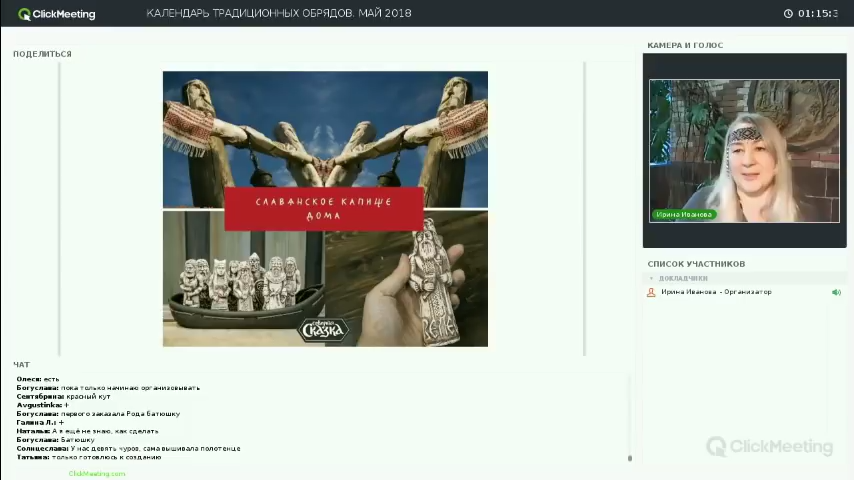 ClickMeeting
КАЛЕНДАРЬ ТРАДИЦИОННЫХ ОБРЯДОВ. МАЙ 2018
01:15:3
ПОДЕЛИТЬСЯ
СЛАВЯНСКОЕ КАПИЩЕ
ДОМА
северная
Сказка
ЧАТ
Олеся: есть
Богуслава: пока только начинаю организовывать
Сентябрина: красный кут
Avgustinka: +
Богуслава: первого заказала Рода батюшку
Галина Л.: +
Наталья: А я ещё не знаю, как сделать
Богуслава: Батюшку
Солнцеслава: У нас девять чуров, сама вышивала полотенце
Татьяна: только готовлюсь к созданию
ClickMeeting.com
КАМЕРА И ГОЛОС
Ирина Иванова
СПИСОК УЧАСТНИКОВ
ДОКЛАДЧИКИ
Ирина Иванова - Организатор
ClickMeeting